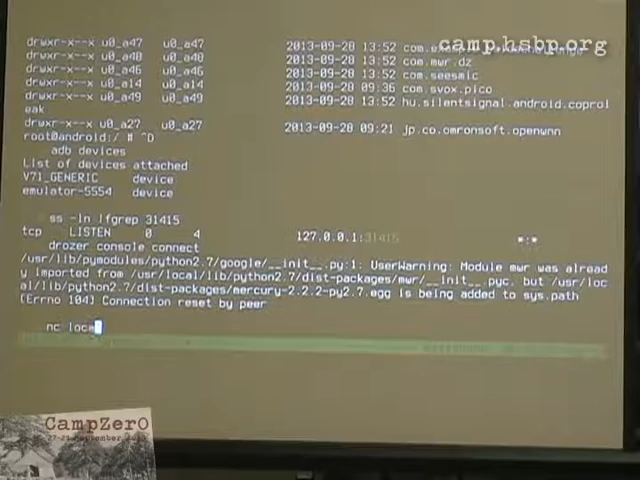 camp.hsbp.org
drwxr-x--x u0_a47 u0_a47 2013-09-28 13:52
drwxr-x--x u0_a48 u0_a48 2013-09-28 13:52 com.mwr.dz
drwxr-x--x u0_a46 u0_a46 2013-09-28 13:52 com.seesmic
drwxr-x--x u0_a14 u0_a14 2013-09-28 09:36 com.svox.pico
drwxr-x--x u0_a49 u0_a49 2013-09-28 13:52 hu.silentsignal.android.coprol
eak
drwxr-x--x u0_a27 u0_a27 2013-09-28 09:21 jp.co.omronsoft.openwnn
root@android:/ # ^D
adb devices
List of devices attached
V71_GENERIC device
emulator-5554 device
ss -ln |fgrep 31415
tcp LISTEN 0 4 127.0.0.1:31415 *:*
drozer console connect
/usr/lib/pymodules/python2.7/google/__init__.py:1: UserWarning: Module mwr was alread
y imported from /usr/local/lib/python2.7/dist-packages/mwr/__init__.pyc, but /usr/loc
al/lib/python2.7/dist-packages/mercury-2.2.2-py2.7.egg is being added to sys.path
[Errno 104] Connection reset by peer
nc loca
CampZer0